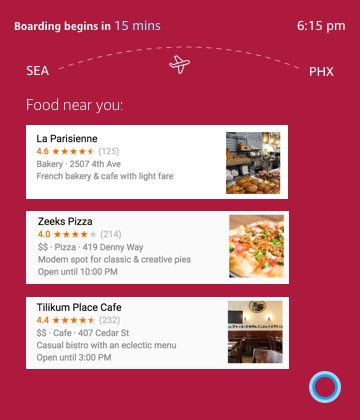 Boarding begins in 15 mins 6:15 pm
SEA PHX
Food near you:
La Parisienne
4.6 ★★★★★ (125)
Bakery · 2507 4th Ave
French bakery & cafe with light fare
Zeeks Pizza
4.0 ★★★★★ (214)
$$ · Pizza · 419 Denny Way
Modern spot for classic & creative pies
Open until 10:00 PM
Tilikum Place Cafe
4.4 ★★★★★ (232)
$$ · Cafe · 407 Cedar St
Casual bistro with an eclectic menu
Open until 3:00 PM